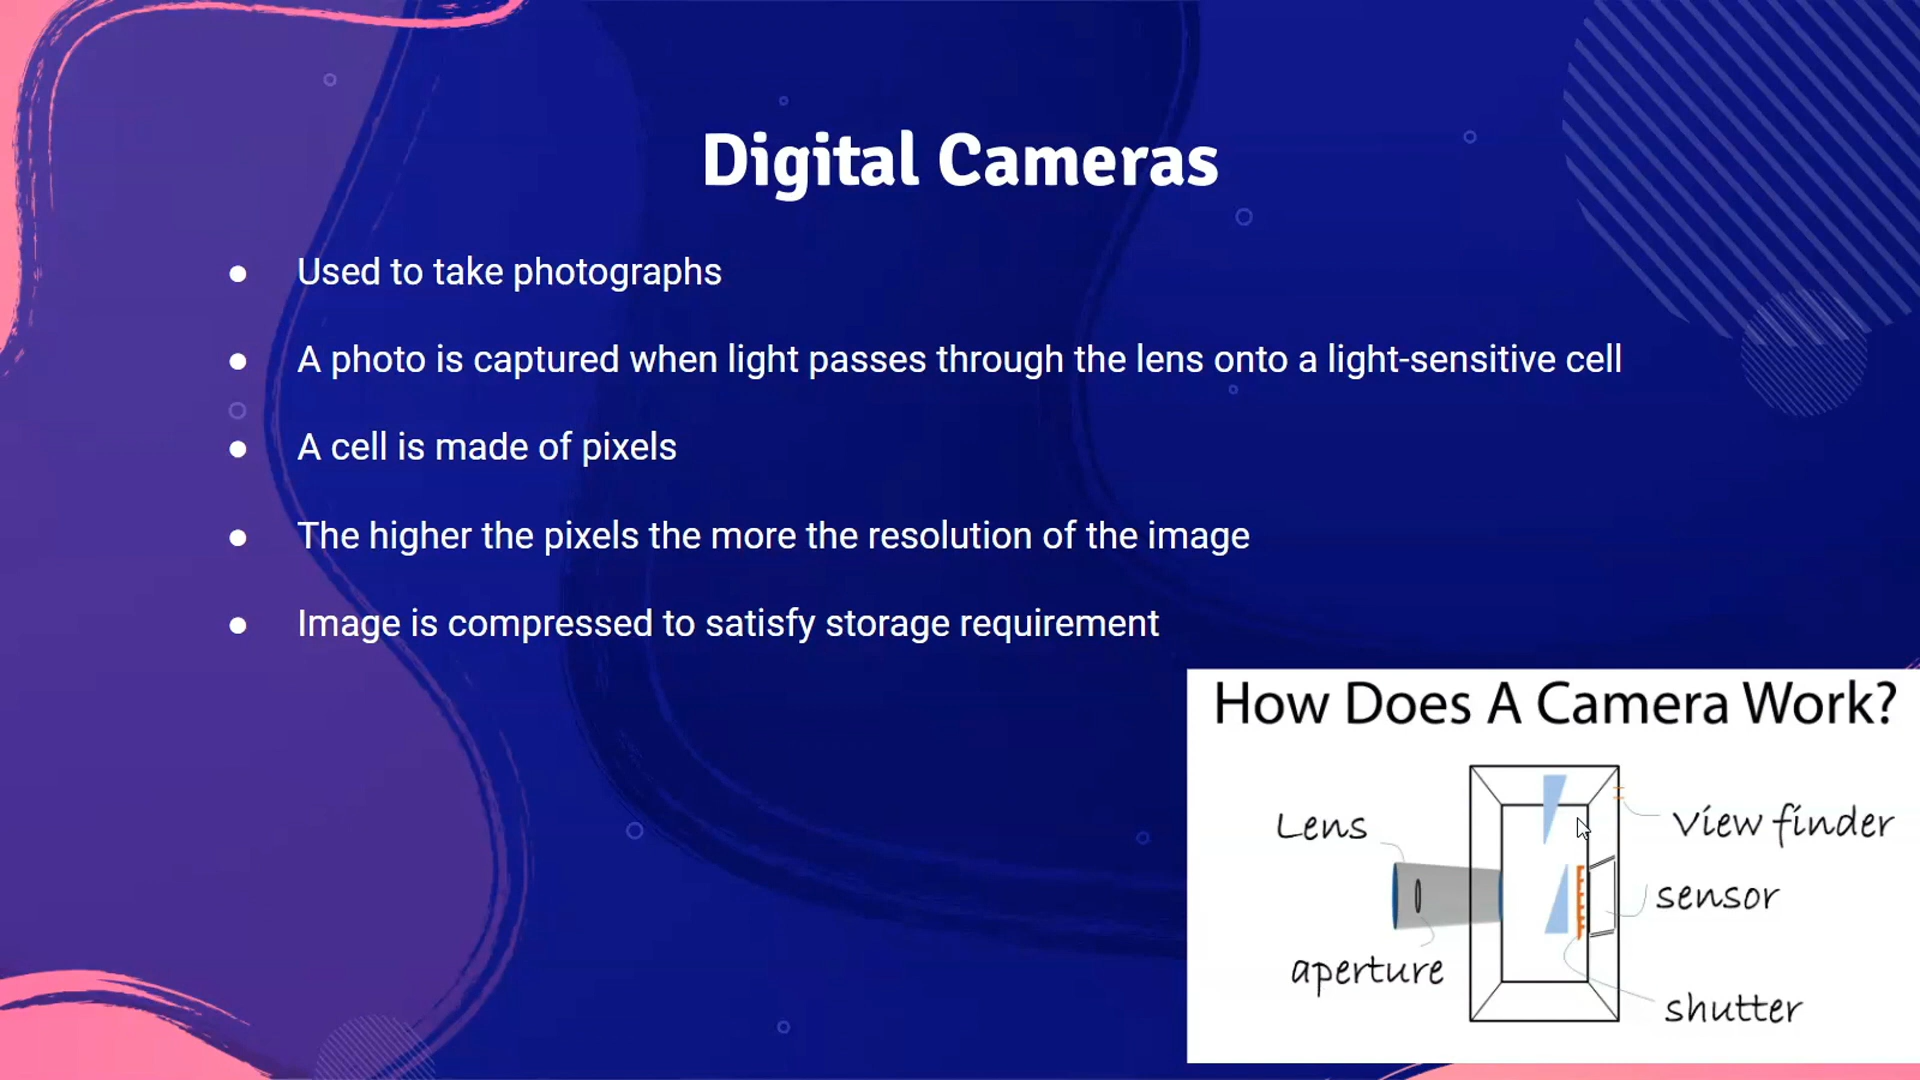 Digital Cameras
● Used to take photographs
● A photo is captured when light passes through the lens onto a light-sensitive cell
● A cell is made of pixels
● The higher the pixels the more the resolution of the image
● Image is compressed to satisfy storage requirement
How Does A Camera Work?
Lens
View finder
sensor
aperture
shutter